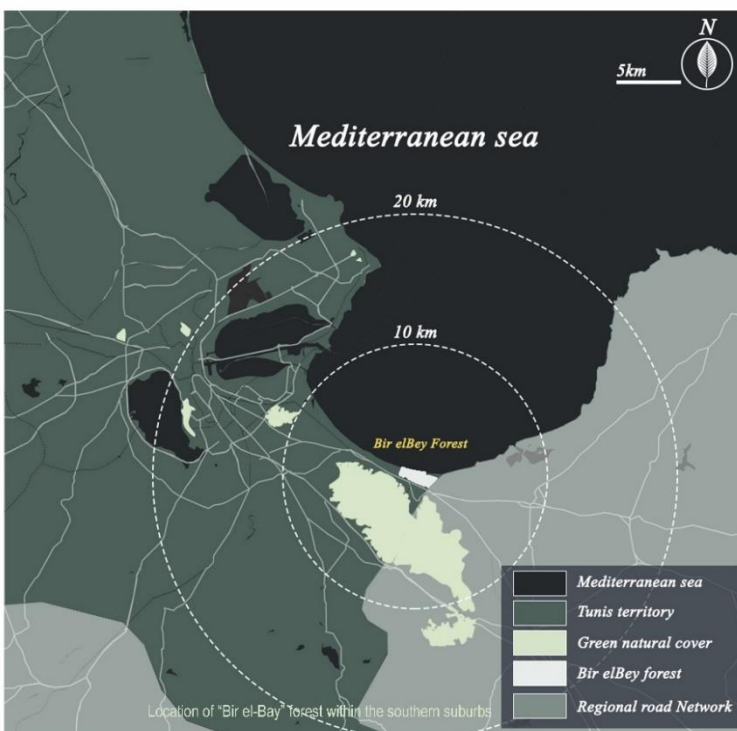 N
5km
Mediterranean sea
20 km
10 km
Bir elBey Forest
Mediterranean sea
Tunis territory
Green natural cover
Bir elBey forest
Regional road Network
Location of "Bir el-Bay" forest within the southern suburbs